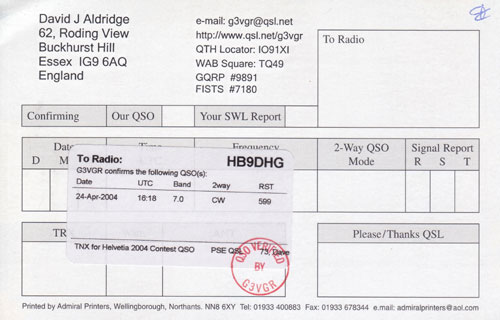 David J Aldridge
62, Roding View
Buckhurst Hill
Essex IG9 6AQ
England
e-mail: g3vgr@qsl.net
http://www.qsl.net/g3vgr
QTH Locator: IO91XI
WAB Square: TQ49
GQRP #9891
FISTS #7180
To Radio
Confirming Our QSO Your SWL Report
Date Time Frequency 2-Way QSO Mode Signal Report
D M R S T
To Radio: HB9DHG
G3VGR confirms the following QSO(s):
Date UTC Band 2way RST
24-Apr-2004 16:18 7.0 CW 599
TNX for Helvetia 2004 Contest QSO PSE QSL 73, Dave
TR
Please/Thanks QSL
QSO VERIFIED
BY
G3VGR
Printed by Admiral Printers, Wellingborough, Northants. NN8 6XY Tel: 01933 400883 Fax: 01933 678344 e.mail: admiralprinters@aol.com